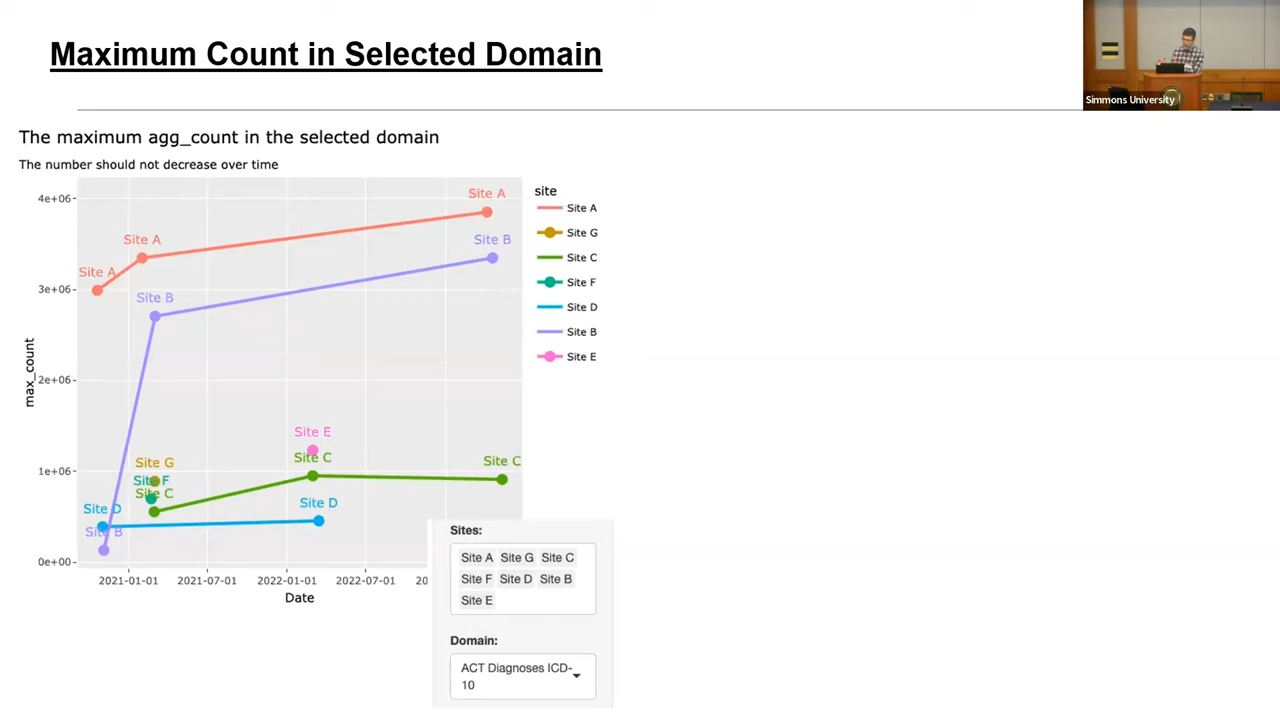 Maximum Count in Selected Domain
Simmons University
The maximum agg_count in the selected domain
The number should not decrease over time
site
Site A
Site G
Site C
Site F
Site D
Site B
Site E
4e+06
3e+06
2e+06
1e+06
0e+00
max_count
Site A
Site A
Site A
Site B
Site B
Site B
Site E
Site C
Site C
Site C
Site G
Site F
Site D
Site D
2021-01-01
2021-07-01
2022-01-01
2022-07-01
20
Date
Sites:
Site A Site G Site C
Site F Site D Site B
Site E
Domain:
ACT Diagnoses ICD-
10